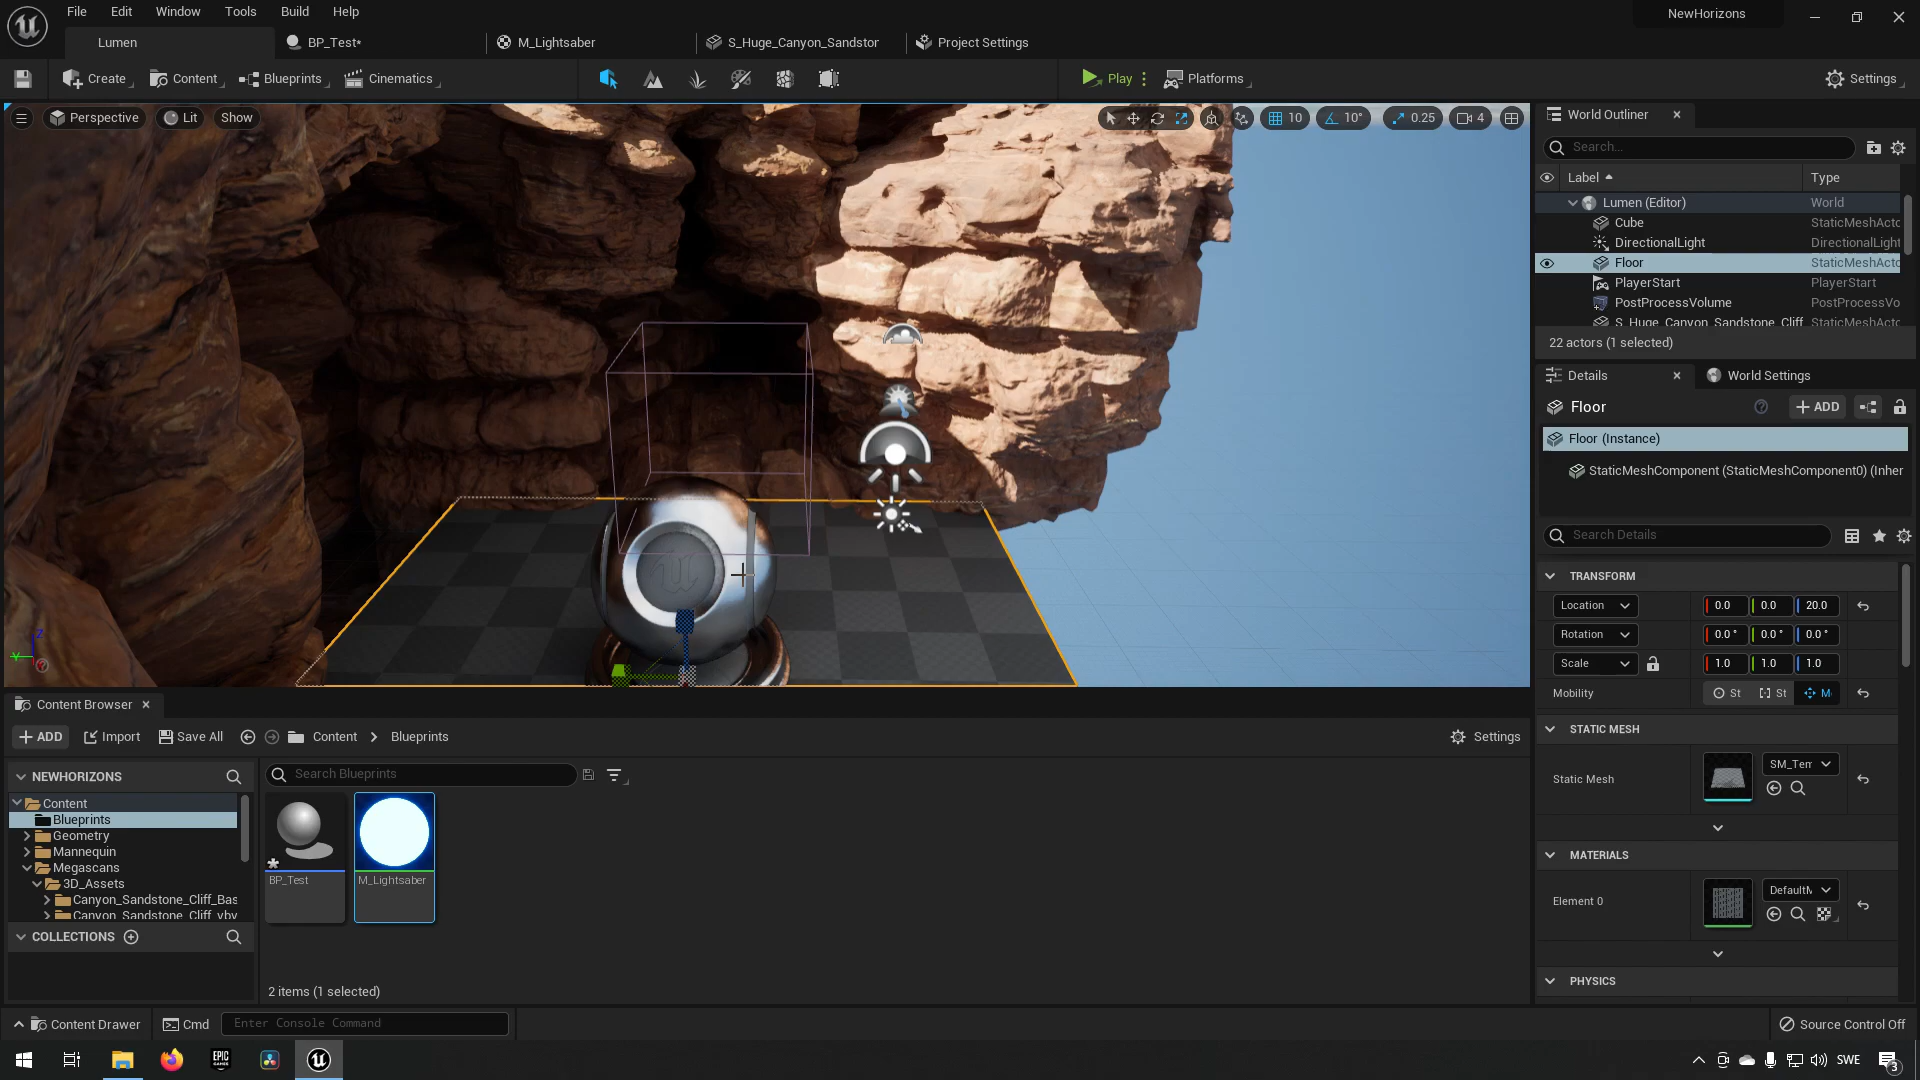 File Edit Window Tools Build Help
NewHorizons
Lumen
BP_Test*
M_Lightsaber
S_Huge_Canyon_Sandstor
Project Settings
Create Content Blueprints Cinematics
Play Platforms
Settings
Perspective Lit Show
10 10° 0.25 4
World Outliner
Search...
Label Type
Lumen (Editor) World
Cube StaticMeshActo
DirectionalLight DirectionalLight
Floor StaticMeshActo
PlayerStart PlayerStart
PostProcessVolume PostProcessVo
S_Huge_Canyon_Sandstone_Cliff StaticMeshActo
22 actors (1 selected)
Details
World Settings
Floor
ADD
Floor (Instance)
StaticMeshComponent (StaticMeshComponent0) (Inher
Search Details
TRANSFORM
Location 0.0 0.0 20.0
Rotation 0.0° 0.0° 0.0°
Scale 1.0 1.0 1.0
Mobility St St M
STATIC MESH
Static Mesh SM_Tem
MATERIALS
Element 0 DefaultM
PHYSICS
Z
Y
Content Browser
ADD Import Save All Content Blueprints
Settings
NEWHORIZONS
Search Blueprints
Content
Blueprints
Geometry
Mannequin
Megascans
3D_Assets
Canyon_Sandstone_Cliff_Bas
Canyon_Sandstone_Cliff_vbv
COLLECTIONS
BP_Test
M_Lightsaber
2 items (1 selected)
Content Drawer Cmd Enter Console Command
Source Control Off
EPIC
GAMES
SWE
3